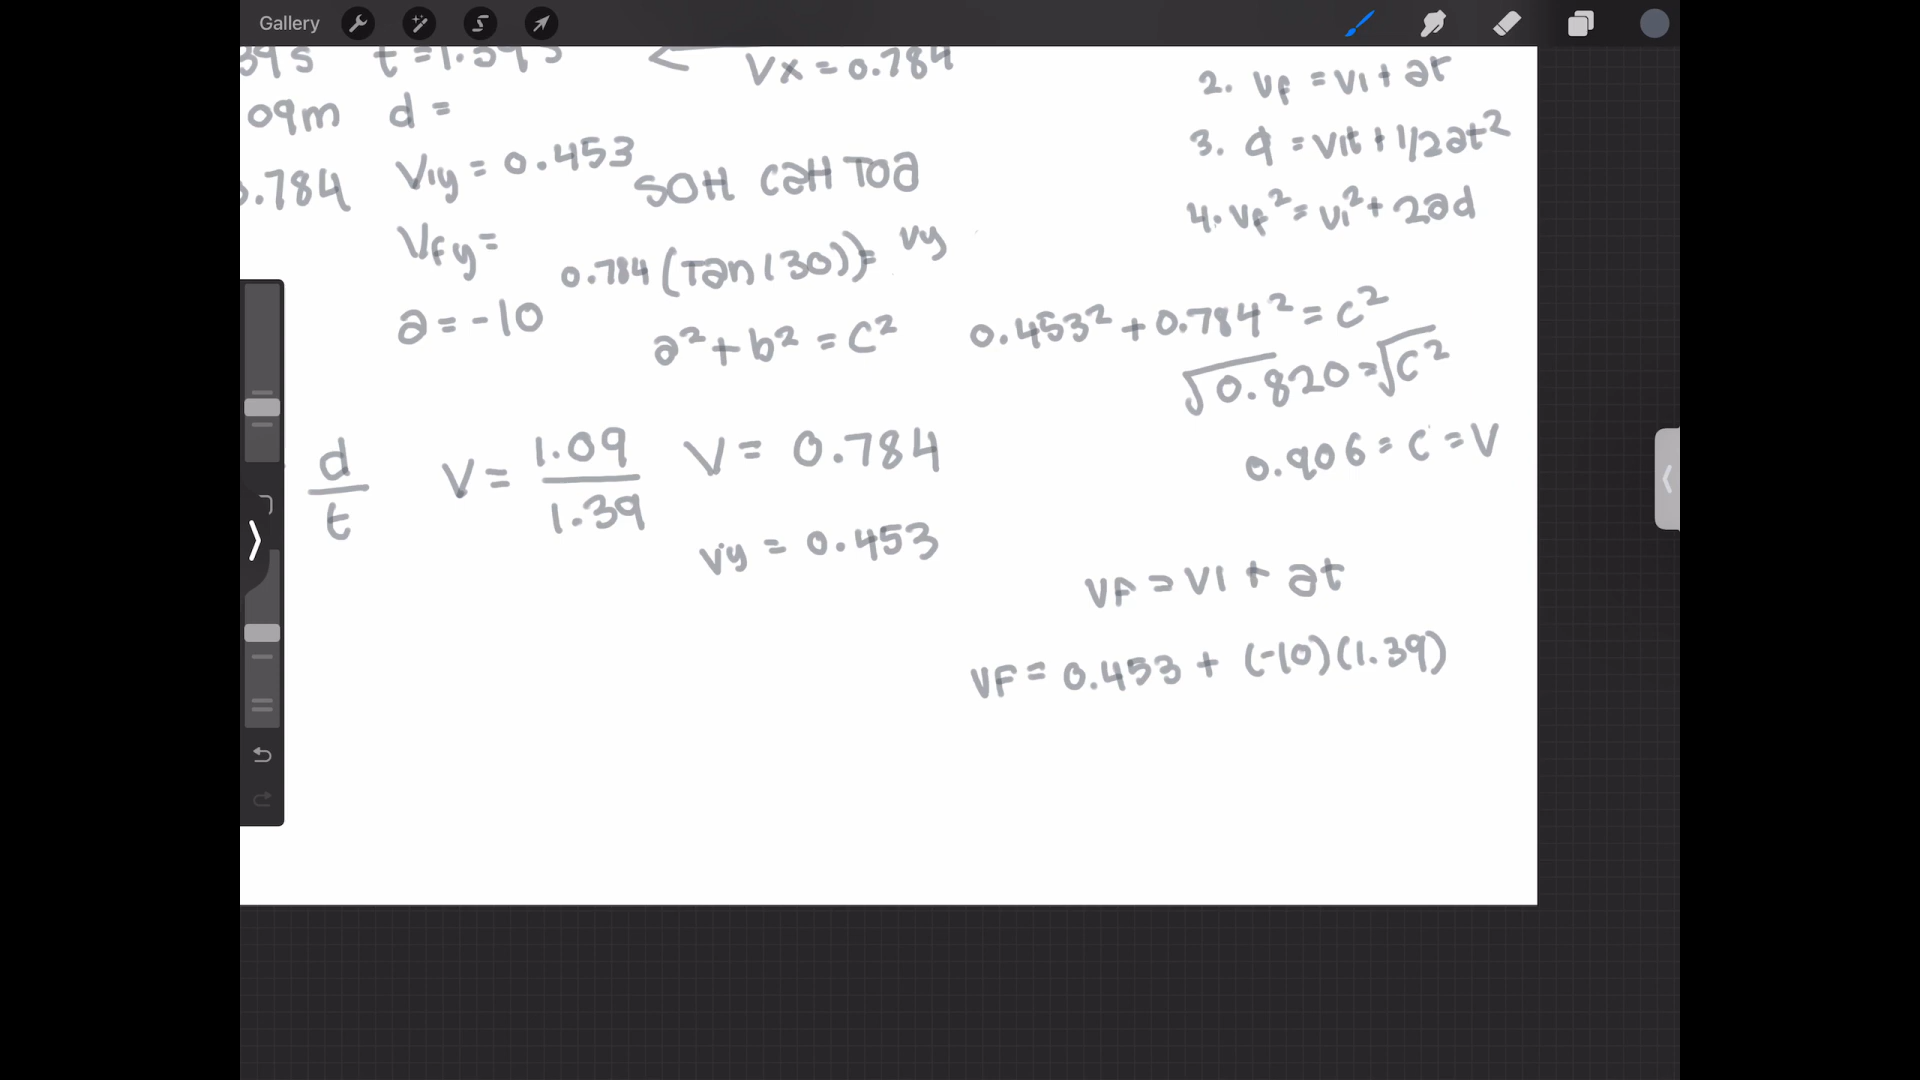 Gallery
39 s t = 1.39 s Vx = 0.784
09m d =
0.784 Viy = 0.453
SOH CaH Toa
Vfy =
0.784 (Tan(30)) = vy
a = -10
a² + b² = c²
2. Vf = Vi + at
3. d = Vit + 1/2at²
4. Vf² = Vi² + 2ad
0.453² + 0.784² = c²
√0.820 = √c²
0.906 = c = V
d/t V = 1.09/1.39 V = 0.784
vy = 0.453
VF = Vi + at
VF = 0.453 + (-10)(1.39)